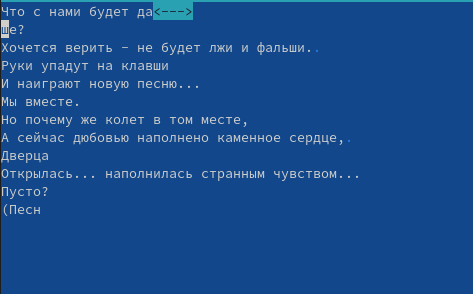 Что с нами будет да<--->
ше?
Хочется верить - не будет лжи и фальши..
Руки упадут на клавши
И наиграют новую песню...
Мы вместе.
Но почему же колет в том месте,
А сейчас дюбовью наполнено каменное сердце,.
Дверца
Открылась... наполнилась странным чувством...
Пусто?
(Песн